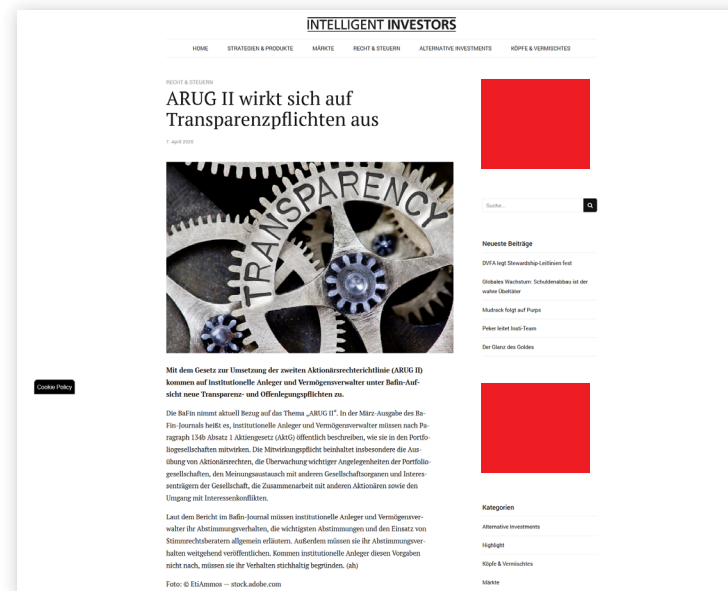 INTELLIGENT INVESTORS
HOME STRATEGIEN & PRODUKTE MÄRKTE RECHT & STEUERN ALTERNATIVE INVESTMENTS KÖPFE & VERMISCHTES
RECHT & STEUERN
ARUG II wirkt sich auf
Transparenzpflichten aus
7. April 2020
TRANSPARENCY
Mit dem Gesetz zur Umsetzung der zweiten Aktionärsrechterichtlinie (ARUG II)
kommen auf institutionelle Anleger und Vermögensverwalter unter Bafin-Auf-
sicht neue Transparenz- und Offenlegungspflichten zu.
Die BaFin nimmt aktuell Bezug auf das Thema „ARUG II“. In der März-Ausgabe des Ba-
Fin-Journals heißt es, institutionelle Anleger und Vermögensverwalter müssen nach Pa-
ragraph 134b Absatz 1 Aktiengesetz (AktG) öffentlich beschreiben, wie sie in den Portfo-
liogesellschaften mitwirken. Die Mitwirkungspflicht beinhaltet insbesondere die Aus-
übung von Aktionärsrechten, die Überwachung wichtiger Angelegenheiten der Portfolio-
gesellschaften, den Meinungsaustausch mit anderen Gesellschaftsorganen und Interes-
senträgern der Gesellschaft, die Zusammenarbeit mit anderen Aktionären sowie den
Umgang mit Interessenkonflikten.
Laut dem Bericht im Bafin-Journal müssen institutionelle Anleger und Vermögensver-
walter ihr Abstimmungsverhalten, die wichtigsten Abstimmungen und den Einsatz von
Stimmrechtsberatern allgemein erläutern. Außerdem müssen sie ihr Abstimmungsver-
halten weitgehend veröffentlichen. Kommen institutionelle Anleger diesen Vorgaben
nicht nach, müssen sie ihr Verhalten stichhaltig begründen. (ah)
Foto: © EtiAmmos — stock.adobe.com
Suche...
Neueste Beiträge
DVFA legt Stewardship-Leitlinien fest
Globales Wachstum: Schuldenabbau ist der
wahre Übeltäter
Mudrack folgt auf Purps
Peker leitet Insti-Team
Der Glanz des Goldes
Kategorien
Alternative Investments
Highlight
Köpfe & Vermischtes
Märkte
Cookie Policy